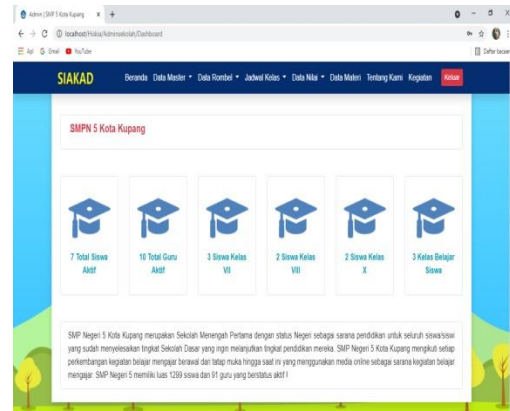 Admin | SMP 5 Kota Kupang
localhost/Hiskia/Adminsekolah/Dashboard
Apl Gmail YouTube Daftar bacaan
SIAKAD Beranda Data Master Data Rombel Jadwal Kelas Data Nilai Data Materi Tentang Kami Kegiatan Keluar
SMPN 5 Kota Kupang
7 Total Siswa
Aktif
10 Total Guru
Aktif
3 Siswa Kelas
VII
2 Siswa Kelas
VIII
2 Siswa Kelas
X
3 Kelas Belajar
Siswa
SMP Negeri 5 Kota Kupang merupakan Sekolah Menengah Pertama dengan status Negeri sebagai sarana pendidikan untuk seluruh siswa/siswi
yang sudah menyelesaikan tingkat Sekolah Dasar yang ingin melanjutkan tingkat pendidikan mereka. SMP Negeri 5 Kota Kupang mengikuti setiap
perkembangan kegiatan belajar mengajar berawal dari tatap muka hingga saat ini yang menggunakan media online sebagai sarana kegiatan belajar
mengajar. SMP Negeri 5 memiliki luas 1299 siswa dan 91 guru yang berstatus aktif !